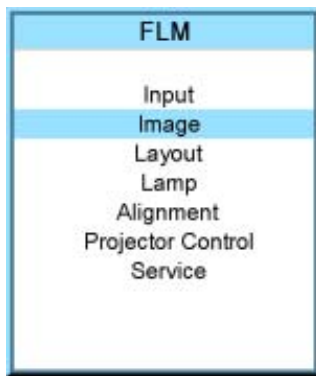 FLM
Input
Image
Layout
Lamp
Alignment
Projector Control
Service